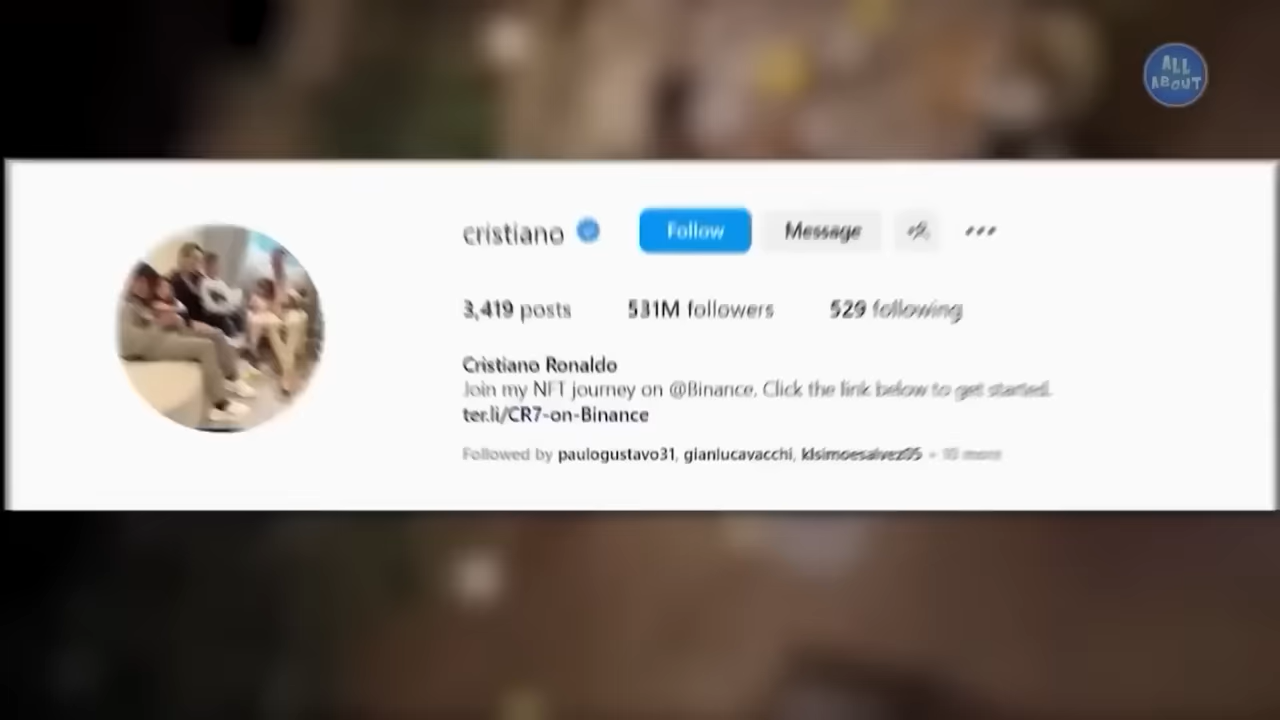 ALL
ABOUT
cristiano Follow Message
3,419 posts 531M followers 529 following
Cristiano Ronaldo
Join my NFT journey on @Binance. Click the link below to get started.
ter.li/CR7-on-Binance
Followed by paulogustavo31, gianlucavacchi,